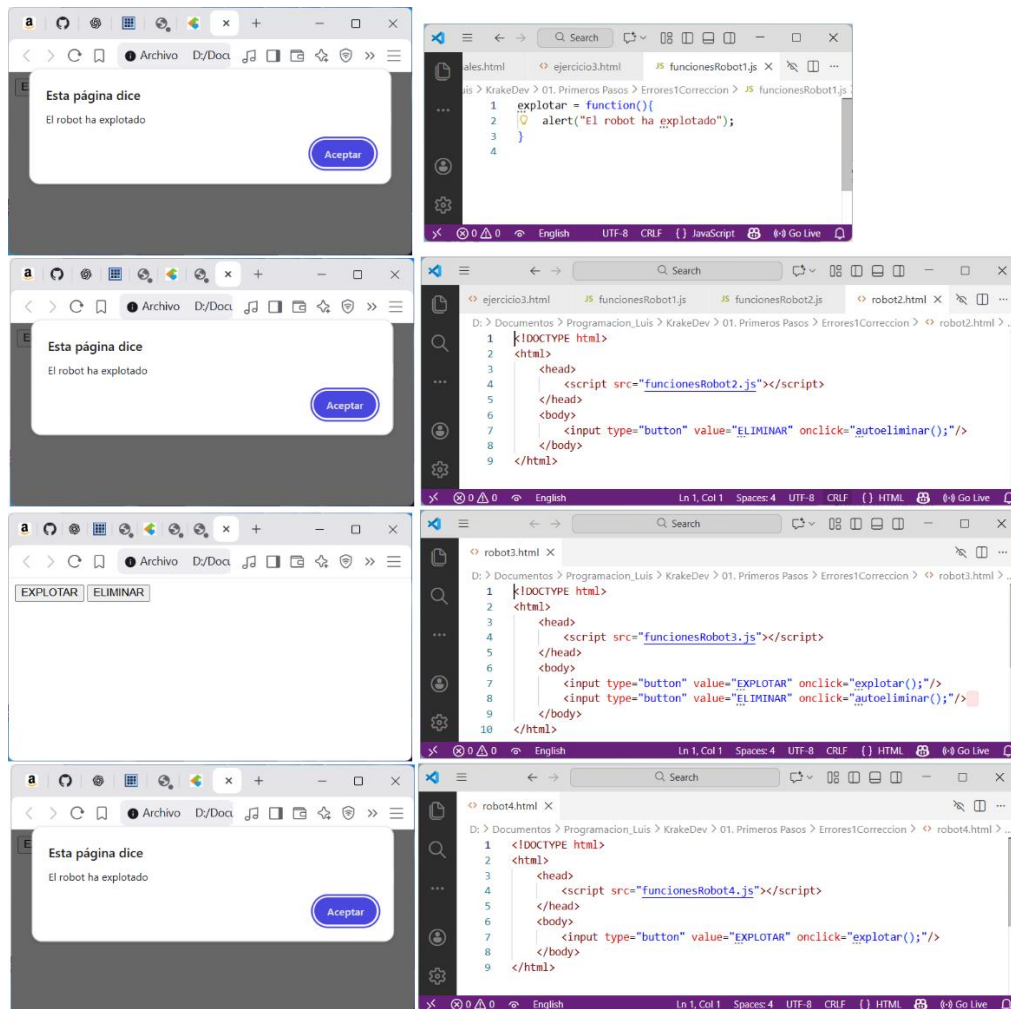 Archivo D:/Docu
Esta página dice
El robot ha explotado
Aceptar
Search
ales.html ejercicio3.html JS funcionesRobot1.js
is > KrakeDev > 01. Primeros Pasos > Errores1Correccion > JS funcionesRobot1.js
1 explotar = function(){
2 alert("El robot ha explotado");
3 }
4
0 0 English UTF-8 CRLF {} JavaScript Go Live
Archivo D:/Docu
Esta página dice
El robot ha explotado
Aceptar
Search
ejercicio3.html JS funcionesRobot1.js JS funcionesRobot2.js robot2.html
D: > Documentos > Programacion_Luis > KrakeDev > 01. Primeros Pasos > Errores1Correccion > robot2.html > ...
1 <!DOCTYPE html>
2 <html>
3 <head>
4 <script src="funcionesRobot2.js"></script>
5 </head>
6 <body>
7 <input type="button" value="ELIMINAR" onclick="autoeliminar();"/>
8 </body>
9 </html>
0 0 English Ln 1, Col 1 Spaces: 4 UTF-8 CRLF {} HTML Go Live
Archivo D:/Docu
EXPLOTAR ELIMINAR
Search
robot3.html
D: > Documentos > Programacion_Luis > KrakeDev > 01. Primeros Pasos > Errores1Correccion > robot3.html > ...
1 <!DOCTYPE html>
2 <html>
3 <head>
4 <script src="funcionesRobot3.js"></script>
5 </head>
6 <body>
7 <input type="button" value="EXPLOTAR" onclick="explotar();"/>
8 <input type="button" value="ELIMINAR" onclick="autoeliminar();"/>
9 </body>
10 </html>
0 0 English Ln 1, Col 1 Spaces: 4 UTF-8 CRLF {} HTML Go Live
Archivo D:/Docu
Esta página dice
El robot ha explotado
Aceptar
Search
robot4.html
D: > Documentos > Programacion_Luis > KrakeDev > 01. Primeros Pasos > Errores1Correccion > robot4.html > ...
1 <!DOCTYPE html>
2 <html>
3 <head>
4 <script src="funcionesRobot4.js"></script>
5 </head>
6 <body>
7 <input type="button" value="EXPLOTAR" onclick="explotar();"/>
8 </body>
9 </html>
0 0 English Ln 1, Col 1 Spaces: 4 UTF-8 CRLF {} HTML Go Live